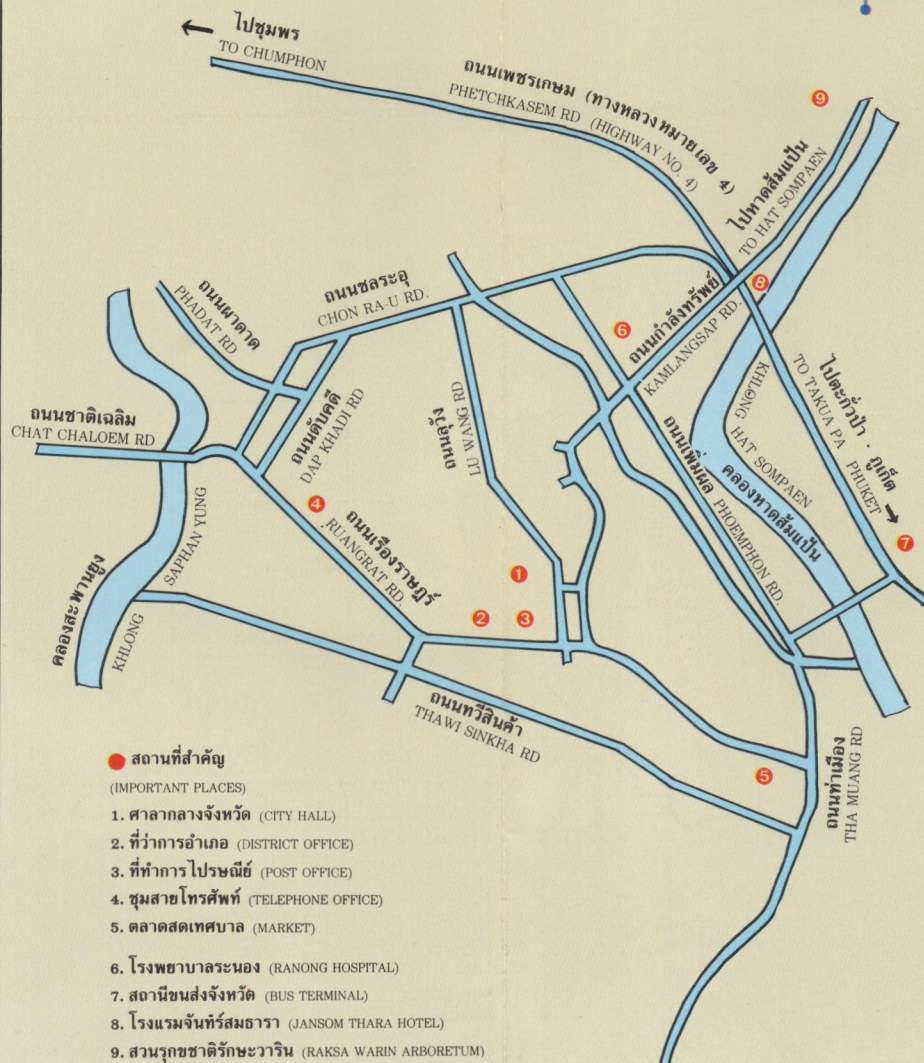 ไปชุมพร
TO CHUMPHON
ถนนเพชรเกษม (ทางหลวงหมายเลข 4)
PHETCHKASEM RD (HIGHWAY NO. 4)
9
ไปหาดส้มแป้น
TO HAT SOMPAEN
ถนนผาดาด
PHADAT RD
ถนนชลระอุ
CHON RA-U RD.
8
6
ถนนกำลังทรัพย์
KAMLANGSAP RD.
ไปตะกั่วป่า · ภูเก็ต
TO TAKUA PA PHUKET
ถนนชาติเฉลิม
CHAT CHALOEM RD
ถนนดับคดี
DAP KHADI RD
ถนนลุวัง
LU WANG RD
KHLONG HAT SOMPAEN
คลองหาดส้มแป้น
ถนนเพิ่มผล
PHOEMPHON RD.
4
ถนนเรืองราษฎร์
RUANGRAT RD.
7
1
2
3
คลองสะพานยูง
KHLONG SAPHAN YUNG
ถนนทวีสินค้า
THAWI SINKHA RD
5
ถนนท่าเมือง
THA MUANG RD
สถานที่สำคัญ
(IMPORTANT PLACES)
1. ศาลากลางจังหวัด (CITY HALL)
2. ที่ว่าการอำเภอ (DISTRICT OFFICE)
3. ที่ทำการไปรษณีย์ (POST OFFICE)
4. ชุมสายโทรศัพท์ (TELEPHONE OFFICE)
5. ตลาดสดเทศบาล (MARKET)
6. โรงพยาบาลระนอง (RANONG HOSPITAL)
7. สถานีขนส่งจังหวัด (BUS TERMINAL)
8. โรงแรมจันทร์สมธารา (JANSOM THARA HOTEL)
9. สวนรุกขชาติรักษะวาริน (RAKSA WARIN ARBORETUM)